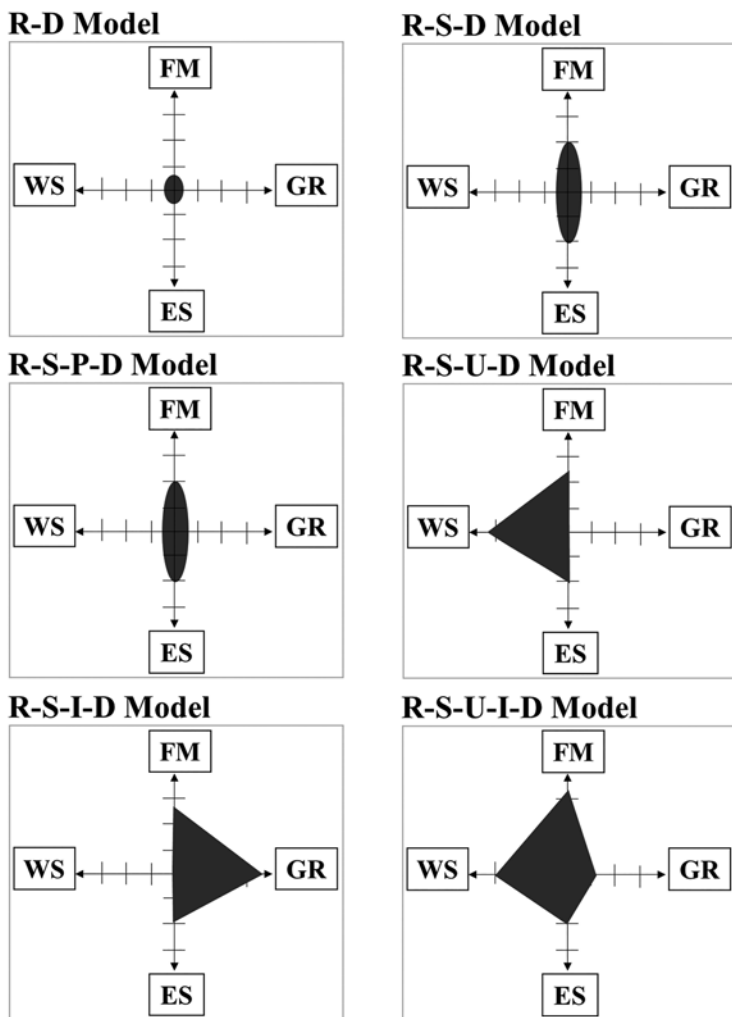 R-D Model
FM
WS
GR
ES
R-S-D Model
FM
WS
GR
ES
R-S-P-D Model
FM
WS
GR
ES
R-S-U-D Model
FM
WS
GR
ES
R-S-I-D Model
FM
WS
GR
ES
R-S-U-I-D Model
FM
WS
GR
ES